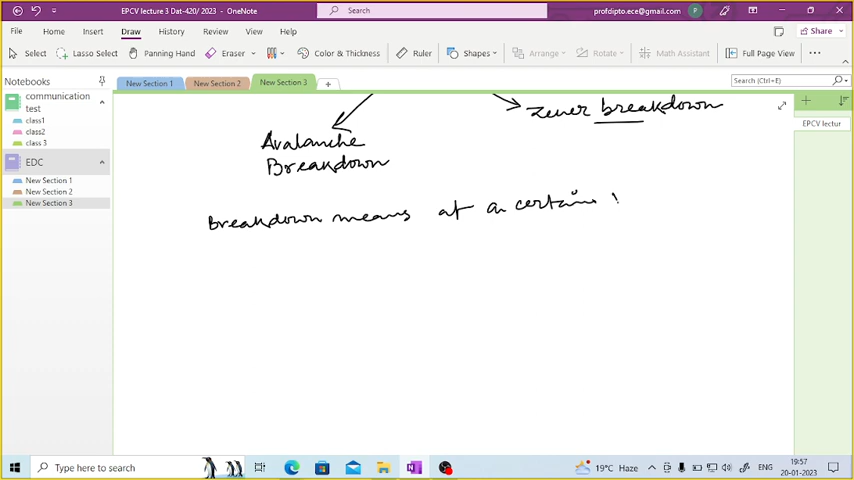 EPCV lecture 3 Dat-420/ 2023 - OneNote
Search
profdipto.ece@gmail.com
P
File Home Insert Draw History Review View Help
Share
Select Lasso Select Panning Hand Eraser Color & Thickness Ruler Shapes Arrange Rotate Math Assistant Full Page View
Notebooks
New Section 1 New Section 2 New Section 3
Search (Ctrl+E)
communication
test
class1
class2
class 3
EDC
New Section 1
New Section 2
New Section 3
EPCV lectur
Zener breakdown
Avalanche
Breakdown
Breakdown means at a certain
Type here to search
19°C Haze
ENG
19:57
20-01-2023